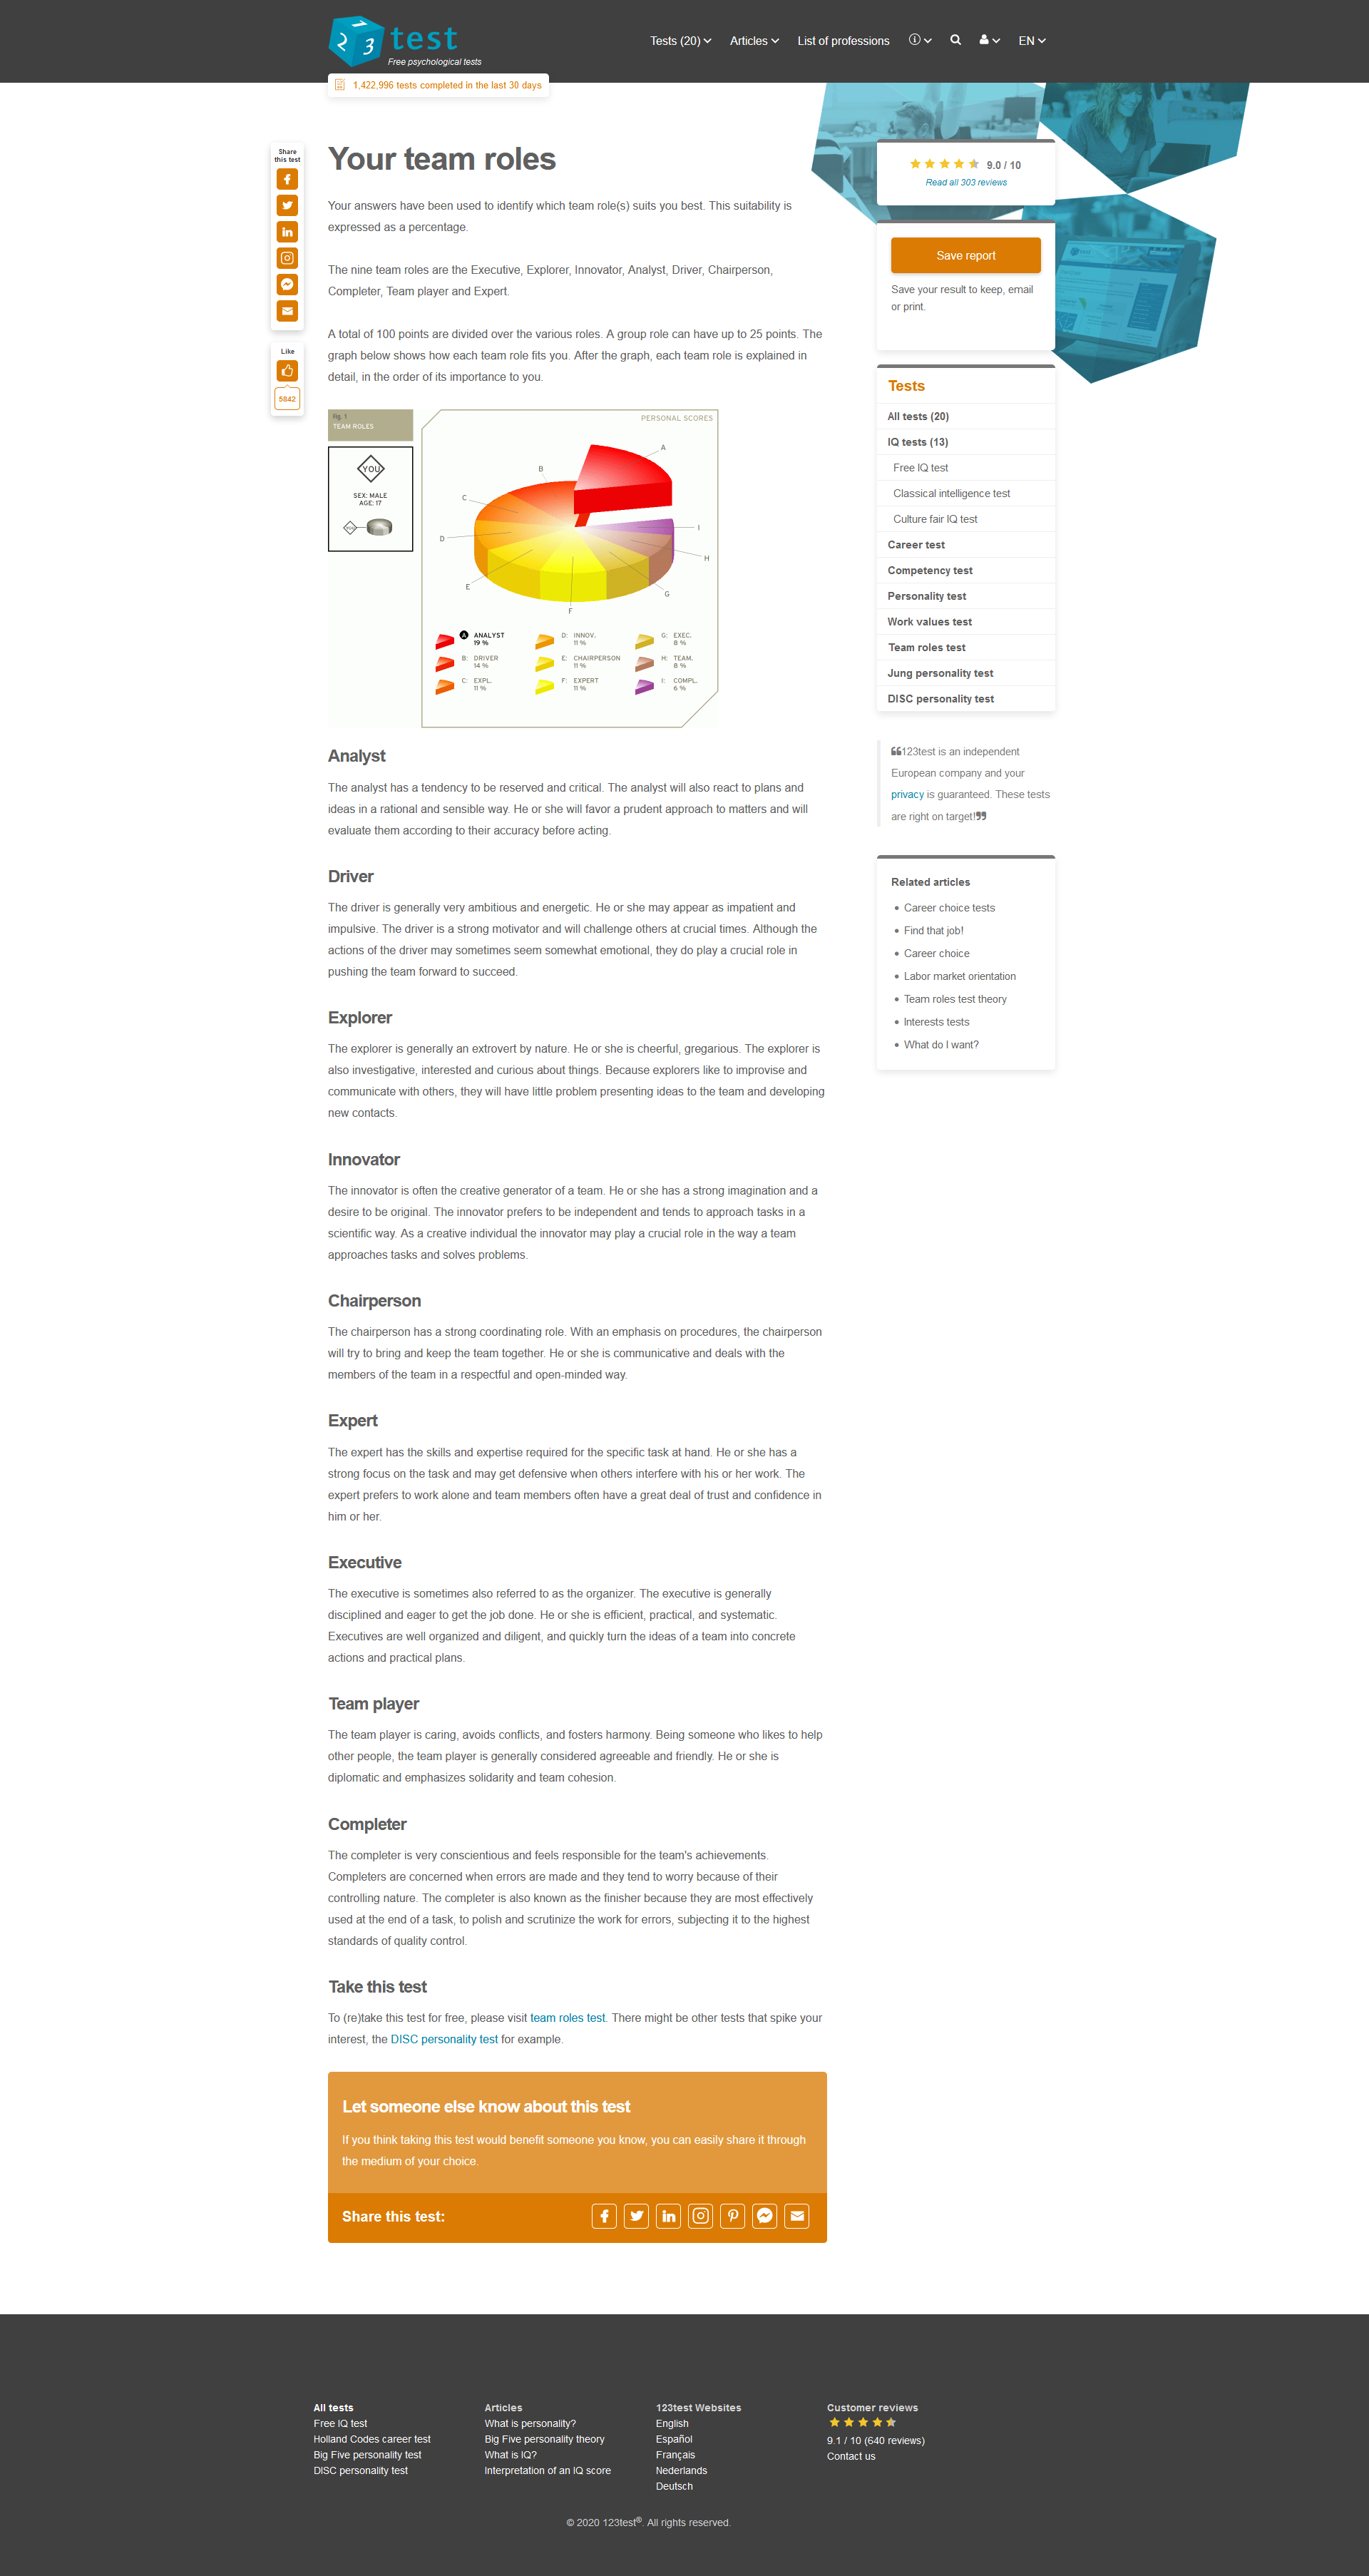 123 test
Free psychological tests
Tests (20)
Articles
List of professions
EN
1,422,996 tests completed in the last 30 days
Share
this test
Like
5842
Your team roles
Your answers have been used to identify which team role(s) suits you best. This suitability is
expressed as a percentage.
The nine team roles are the Executive, Explorer, Innovator, Analyst, Driver, Chairperson,
Completer, Team player and Expert.
A total of 100 points are divided over the various roles. A group role can have up to 25 points. The
graph below shows how each team role fits you. After the graph, each team role is explained in
detail, in the order of its importance to you.
Fig. 1
TEAM ROLES
YOU
SEX: MALE
AGE: 17
YOU
PERSONAL SCORES
A
B
C
D
E
F
G
H
I
A ANALYST
19 %
B: DRIVER
14 %
C: EXPL.
11 %
D: INNOV.
11 %
E: CHAIRPERSON
11 %
F: EXPERT
11 %
G: EXEC.
8 %
H: TEAM.
8 %
I: COMPL.
6 %
Analyst
The analyst has a tendency to be reserved and critical. The analyst will also react to plans and
ideas in a rational and sensible way. He or she will favor a prudent approach to matters and will
evaluate them according to their accuracy before acting.
Driver
The driver is generally very ambitious and energetic. He or she may appear as impatient and
impulsive. The driver is a strong motivator and will challenge others at crucial times. Although the
actions of the driver may sometimes seem somewhat emotional, they do play a crucial role in
pushing the team forward to succeed.
Explorer
The explorer is generally an extrovert by nature. He or she is cheerful, gregarious. The explorer is
also investigative, interested and curious about things. Because explorers like to improvise and
communicate with others, they will have little problem presenting ideas to the team and developing
new contacts.
Innovator
The innovator is often the creative generator of a team. He or she has a strong imagination and a
desire to be original. The innovator prefers to be independent and tends to approach tasks in a
scientific way. As a creative individual the innovator may play a crucial role in the way a team
approaches tasks and solves problems.
Chairperson
The chairperson has a strong coordinating role. With an emphasis on procedures, the chairperson
will try to bring and keep the team together. He or she is communicative and deals with the
members of the team in a respectful and open-minded way.
Expert
The expert has the skills and expertise required for the specific task at hand. He or she has a
strong focus on the task and may get defensive when others interfere with his or her work. The
expert prefers to work alone and team members often have a great deal of trust and confidence in
him or her.
Executive
The executive is sometimes also referred to as the organizer. The executive is generally
disciplined and eager to get the job done. He or she is efficient, practical, and systematic.
Executives are well organized and diligent, and quickly turn the ideas of a team into concrete
actions and practical plans.
Team player
The team player is caring, avoids conflicts, and fosters harmony. Being someone who likes to help
other people, the team player is generally considered agreeable and friendly. He or she is
diplomatic and emphasizes solidarity and team cohesion.
Completer
The completer is very conscientious and feels responsible for the team's achievements.
Completers are concerned when errors are made and they tend to worry because of their
controlling nature. The completer is also known as the finisher because they are most effectively
used at the end of a task, to polish and scrutinize the work for errors, subjecting it to the highest
standards of quality control.
Take this test
To (re)take this test for free, please visit team roles test. There might be other tests that spike your
interest, the DISC personality test for example.
Let someone else know about this test
If you think taking this test would benefit someone you know, you can easily share it through
the medium of your choice.
Share this test:
9.0 / 10
Read all 303 reviews
Save report
Save your result to keep, email
or print.
Tests
All tests (20)
IQ tests (13)
Free IQ test
Classical intelligence test
Culture fair IQ test
Career test
Competency test
Personality test
Work values test
Team roles test
Jung personality test
DISC personality test
“123test is an independent
European company and your
privacy is guaranteed. These tests
are right on target!”
Related articles
• Career choice tests
• Find that job!
• Career choice
• Labor market orientation
• Team roles test theory
• Interests tests
• What do I want?
All tests
Free IQ test
Holland Codes career test
Big Five personality test
DISC personality test
Articles
What is personality?
Big Five personality theory
What is IQ?
Interpretation of an IQ score
123test Websites
English
Español
Français
Nederlands
Deutsch
Customer reviews
9.1 / 10 (640 reviews)
Contact us
© 2020 123test®. All rights reserved.